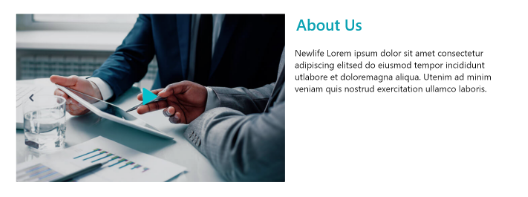 About Us
Newlife Lorem ipsum dolor sit amet consectetur
adipiscing elitsed do eiusmod tempor incididunt
utlabore et doloremagna aliqua. Utenim ad minim
veniam quis nostrud exercitation ullamco laboris.